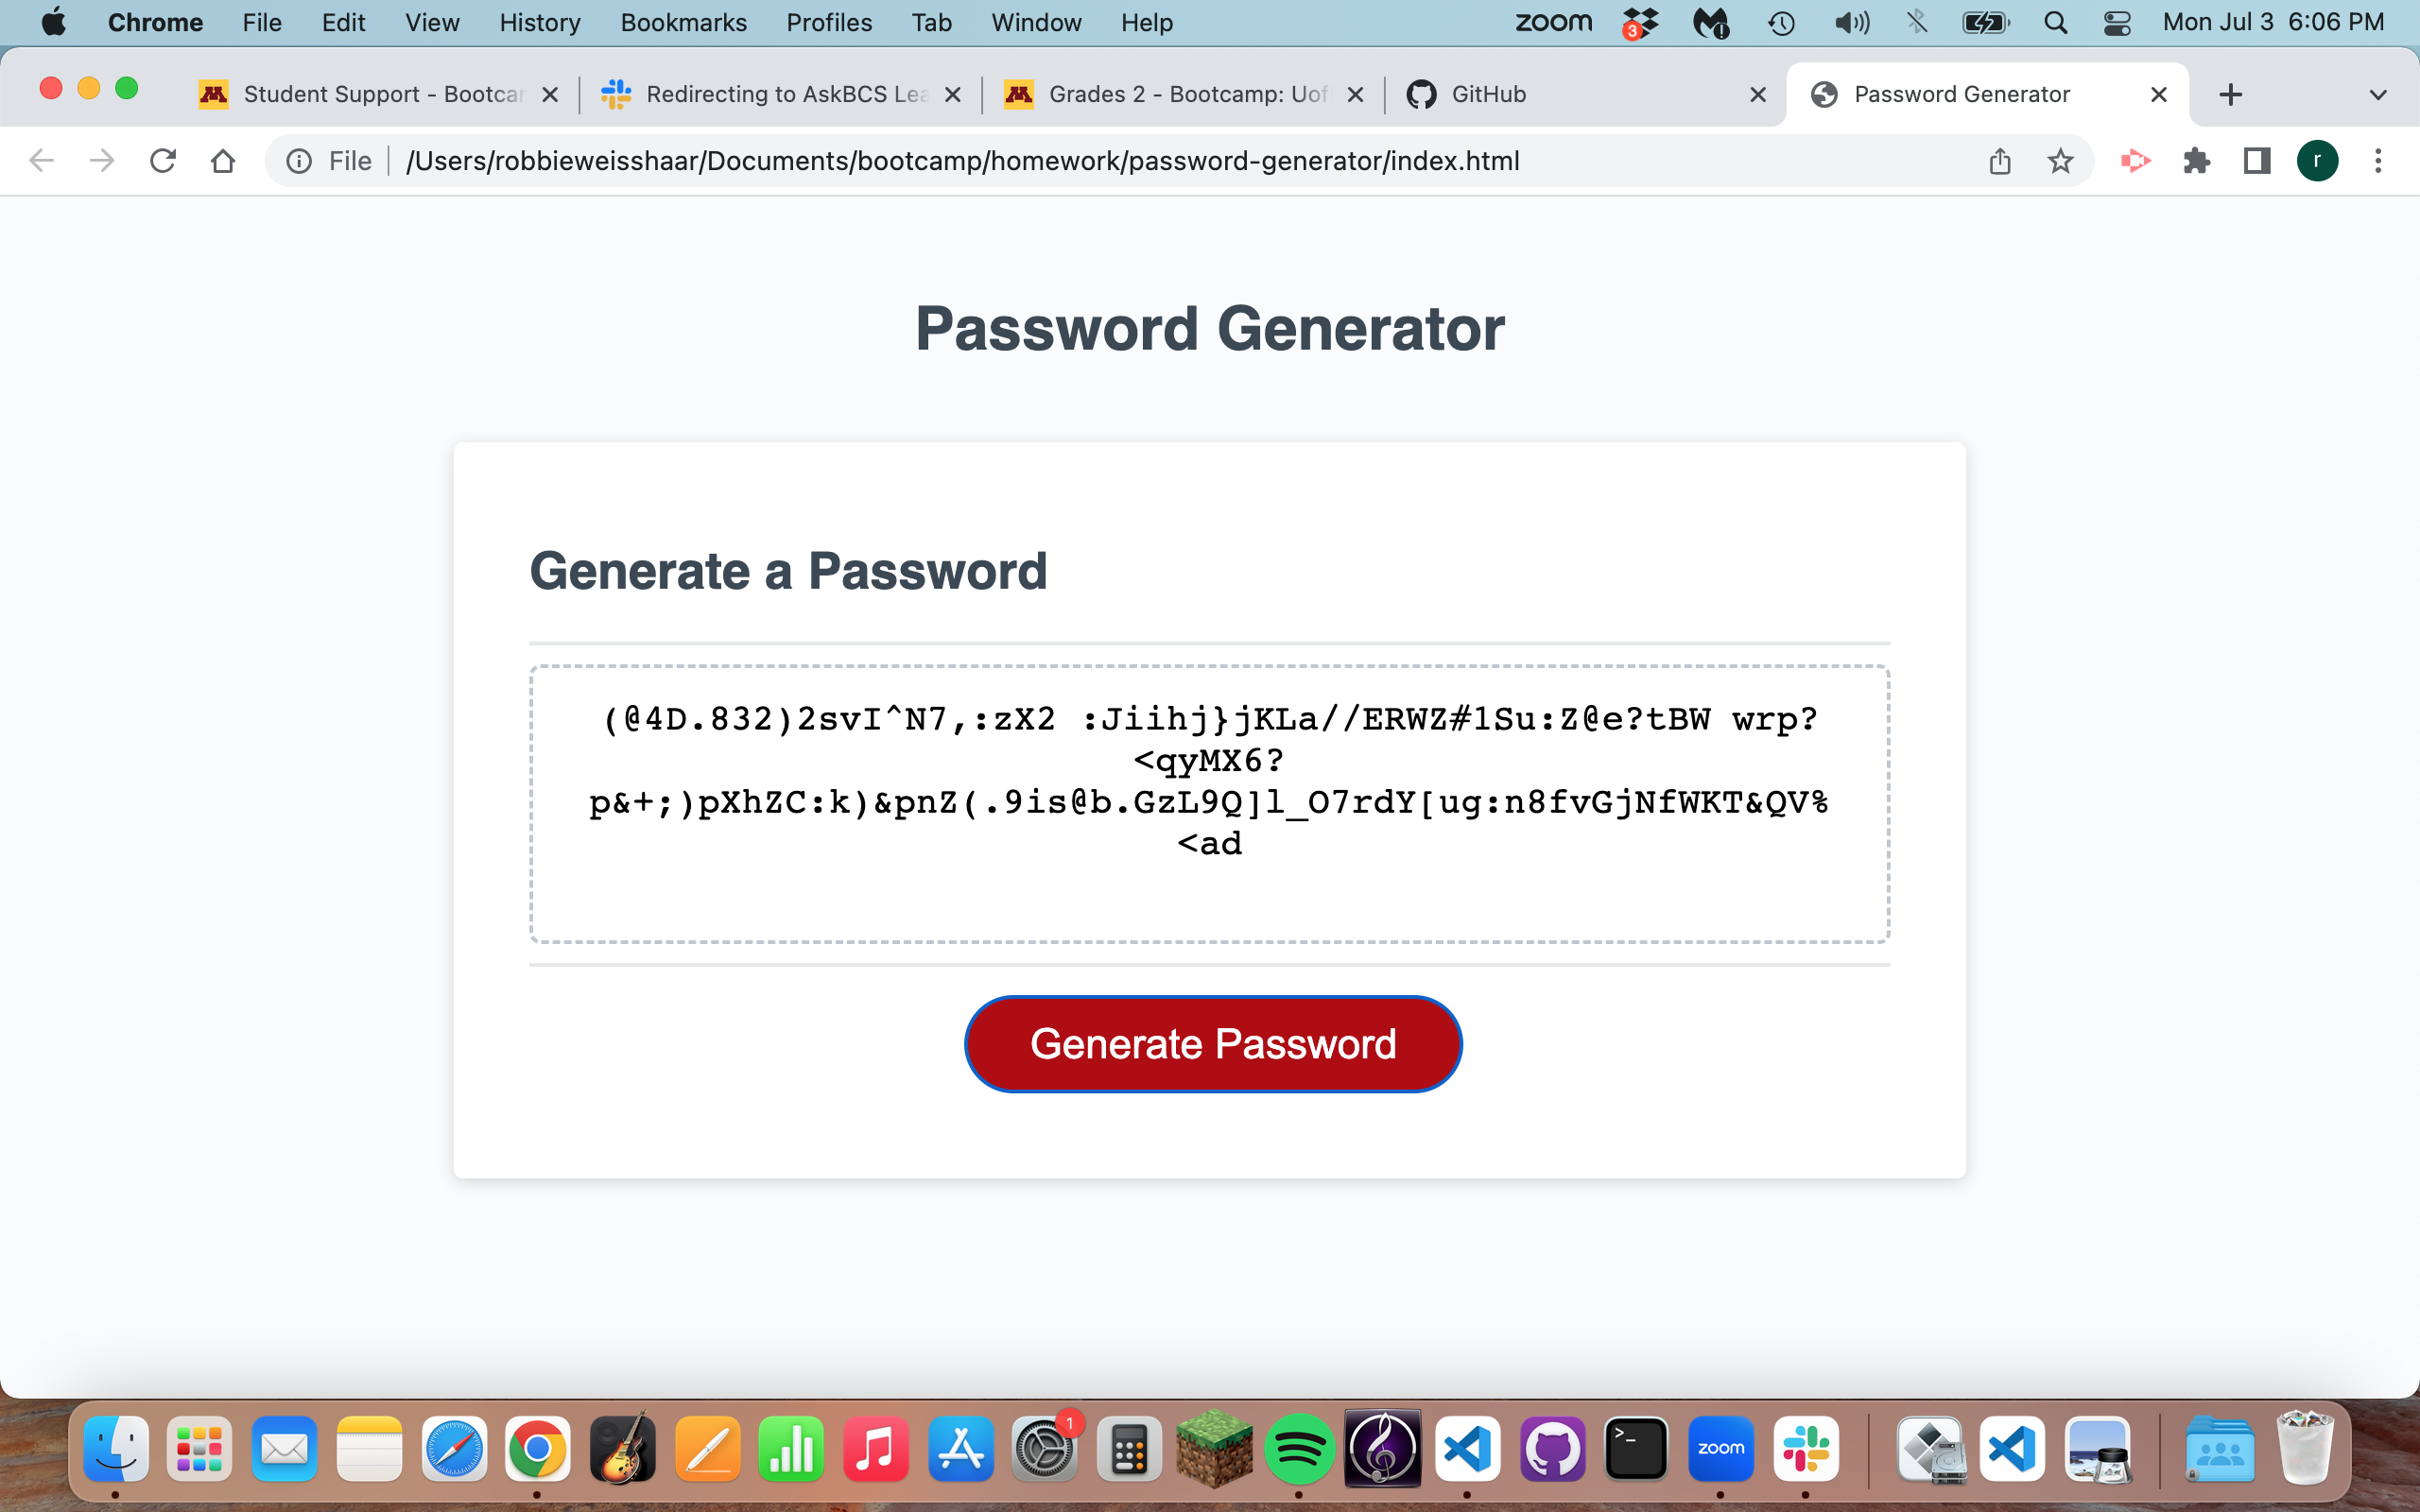 Chrome File Edit View History Bookmarks Profiles Tab Window Help zoom 3 Mon Jul 3 6:06 PM
Student Support - Bootcam Redirecting to AskBCS Lea Grades 2 - Bootcamp: Uof GitHub Password Generator
File /Users/robbieweisshaar/Documents/bootcamp/homework/password-generator/index.html r
Password Generator
Generate a Password
(@4D.832)2svI^N7,:zX2 :Jiihj}jKLa//ERWZ#1Su:Z@e?tBW wrp?
<qyMX6?
p&+;)pXhZC:k)&pnZ(.9is@b.GzL9Q]l_O7rdY[ug:n8fvGjNfWKT&QV%
<ad
Generate Password
1
>_
zoom